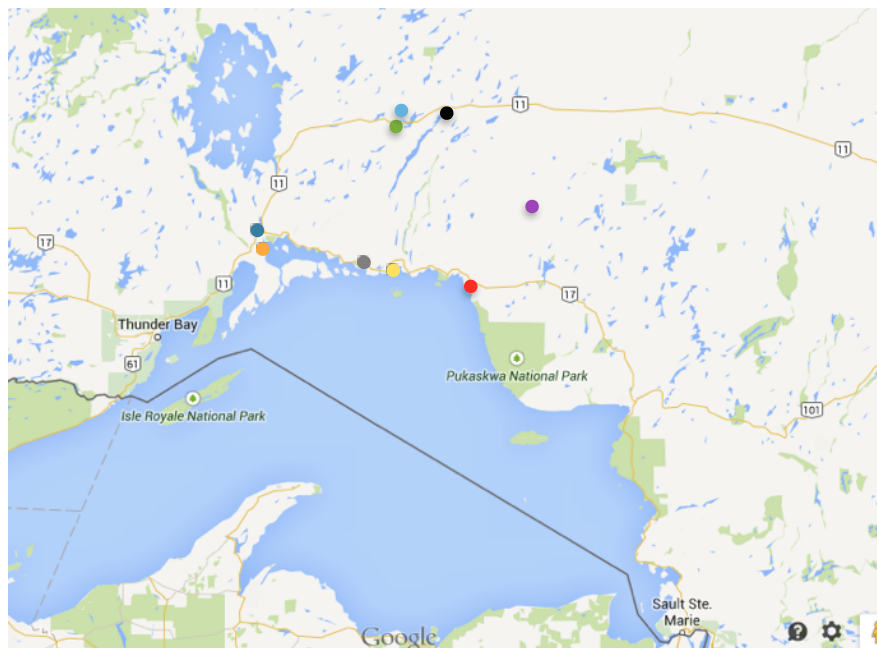 11
11
11
17
11
17
Thunder Bay
61
Pukaskwa National Park
Isle Royale National Park
101
Sault Ste.
Marie
Google
?